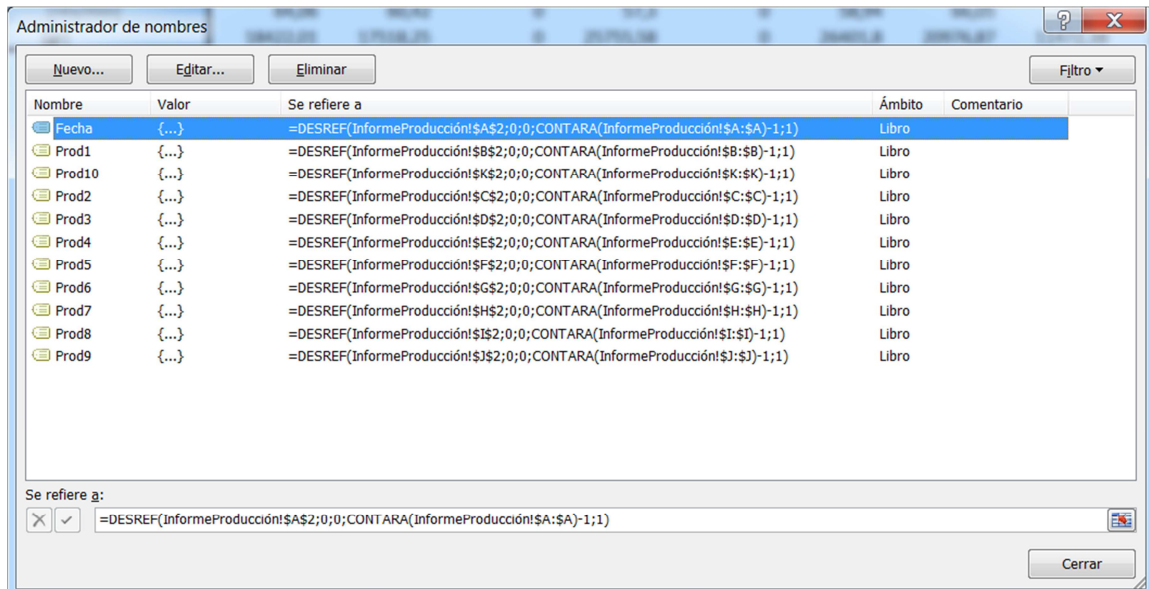 Administrador de nombres
Nuevo... Editar... Eliminar Filtro
Nombre Valor Se refiere a Ámbito Comentario
Fecha {...} =DESREF(InformeProducción!$A$2;0;0;CONTARA(InformeProducción!$A:$A)-1;1) Libro
Prod1 {...} =DESREF(InformeProducción!$B$2;0;0;CONTARA(InformeProducción!$B:$B)-1;1) Libro
Prod10 {...} =DESREF(InformeProducción!$K$2;0;0;CONTARA(InformeProducción!$K:$K)-1;1) Libro
Prod2 {...} =DESREF(InformeProducción!$C$2;0;0;CONTARA(InformeProducción!$C:$C)-1;1) Libro
Prod3 {...} =DESREF(InformeProducción!$D$2;0;0;CONTARA(InformeProducción!$D:$D)-1;1) Libro
Prod4 {...} =DESREF(InformeProducción!$E$2;0;0;CONTARA(InformeProducción!$E:$E)-1;1) Libro
Prod5 {...} =DESREF(InformeProducción!$F$2;0;0;CONTARA(InformeProducción!$F:$F)-1;1) Libro
Prod6 {...} =DESREF(InformeProducción!$G$2;0;0;CONTARA(InformeProducción!$G:$G)-1;1) Libro
Prod7 {...} =DESREF(InformeProducción!$H$2;0;0;CONTARA(InformeProducción!$H:$H)-1;1) Libro
Prod8 {...} =DESREF(InformeProducción!$I$2;0;0;CONTARA(InformeProducción!$I:$I)-1;1) Libro
Prod9 {...} =DESREF(InformeProducción!$J$2;0;0;CONTARA(InformeProducción!$J:$J)-1;1) Libro
Se refiere a:
=DESREF(InformeProducción!$A$2;0;0;CONTARA(InformeProducción!$A:$A)-1;1)
Cerrar